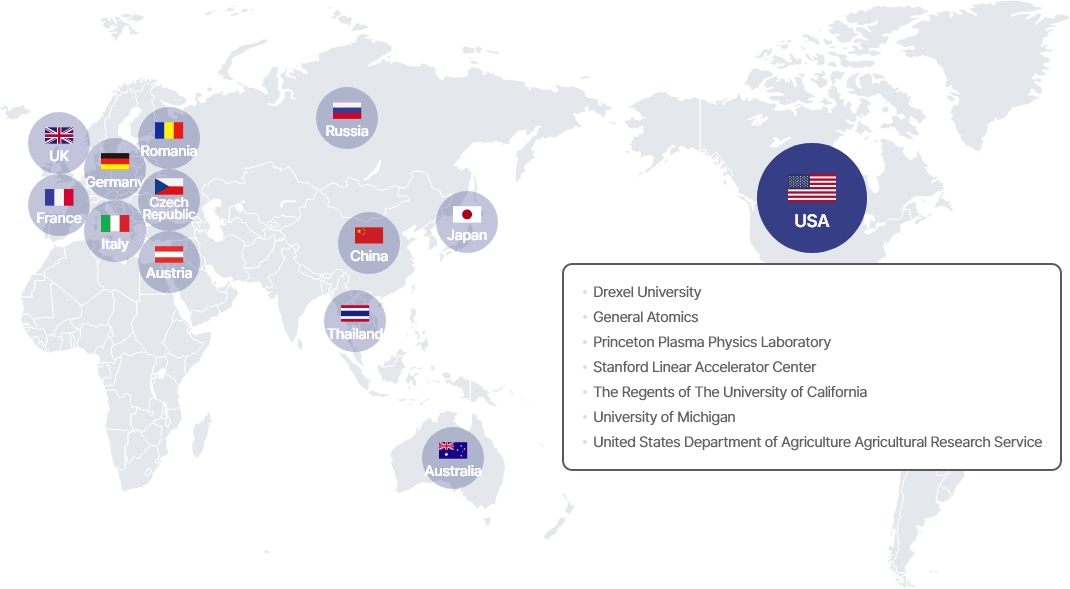 UK
Romania
Russia
Germany
Czech
Republic
France
Italy
Austria
China
Japan
Thailand
Australia
USA
Drexel University
General Atomics
Princeton Plasma Physics Laboratory
Stanford Linear Accelerator Center
The Regents of The University of California
University of Michigan
United States Department of Agriculture Agricultural Research Service